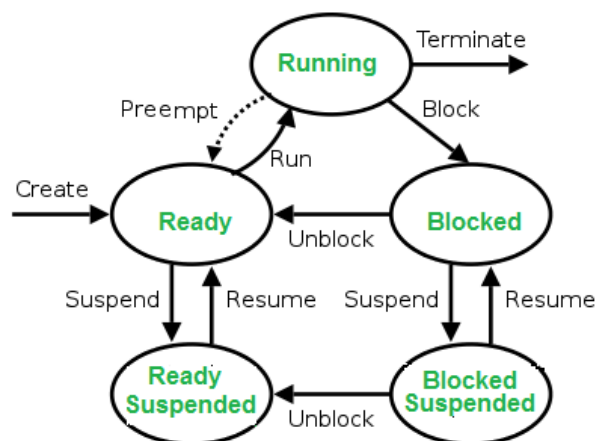 Terminate
Running
Preempt
Block
Run
Create
Ready
Blocked
Unblock
Suspend
Resume
Suspend
Resume
Ready
Suspended
Blocked
Suspended
Unblock